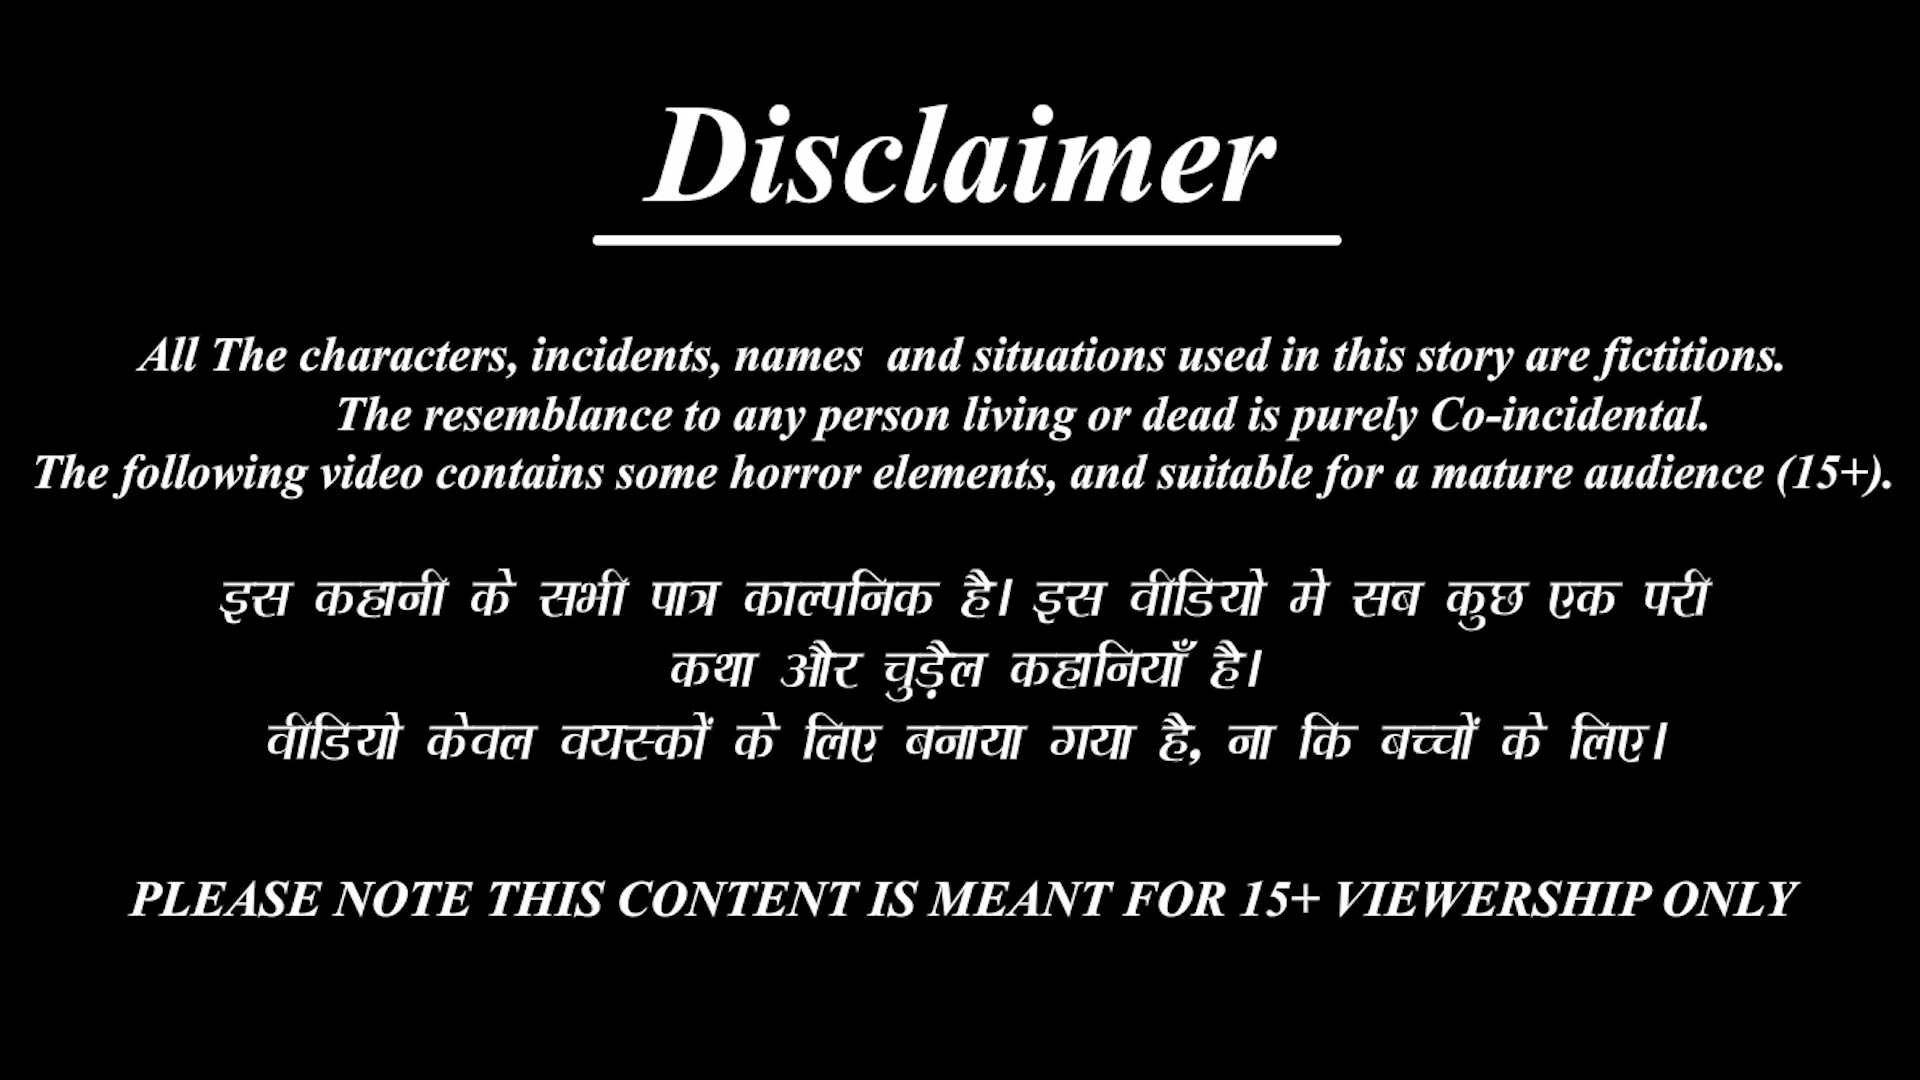 Disclaimer
All The characters, incidents, names and situations used in this story are fictitions.
The resemblance to any person living or dead is purely Co-incidental.
The following video contains some horror elements, and suitable for a mature audience (15+).
इस कहानी के सभी पात्र काल्पनिक है। इस वीडियो मे सब कुछ एक परी
कथा और चुड़ैल कहानियाँ है।
वीडियो केवल वयस्कों के लिए बनाया गया है, ना कि बच्चों के लिए।
PLEASE NOTE THIS CONTENT IS MEANT FOR 15+ VIEWERSHIP ONLY